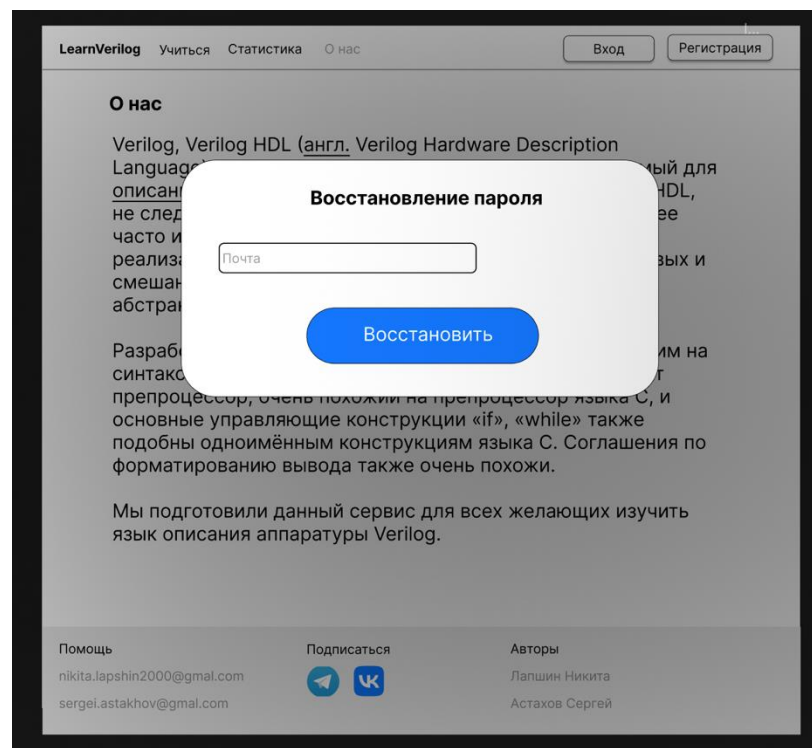 LearnVerilog Учиться Статистика О нас Вход Регистрация
О нас
Verilog, Verilog HDL (англ. Verilog Hardware Description
Language) мый для
описан HDL,
не след ее
часто и
реализа вых и
смешан
абстрак
Восстановление пароля
Почта
Восстановить
Разрабо им на
синтакс т
препроцессор, очень похожий на препроцессор языка C, и
основные управляющие конструкции «if», «while» также
подобны одноимённым конструкциям языка C. Соглашения по
форматированию вывода также очень похожи.
Мы подготовили данный сервис для всех желающих изучить
язык описания аппаратуры Verilog.
Помощь Подписаться Авторы
nikita.lapshin2000@gmal.com Лапшин Никита
sergei.astakhov@gmal.com Астахов Сергей